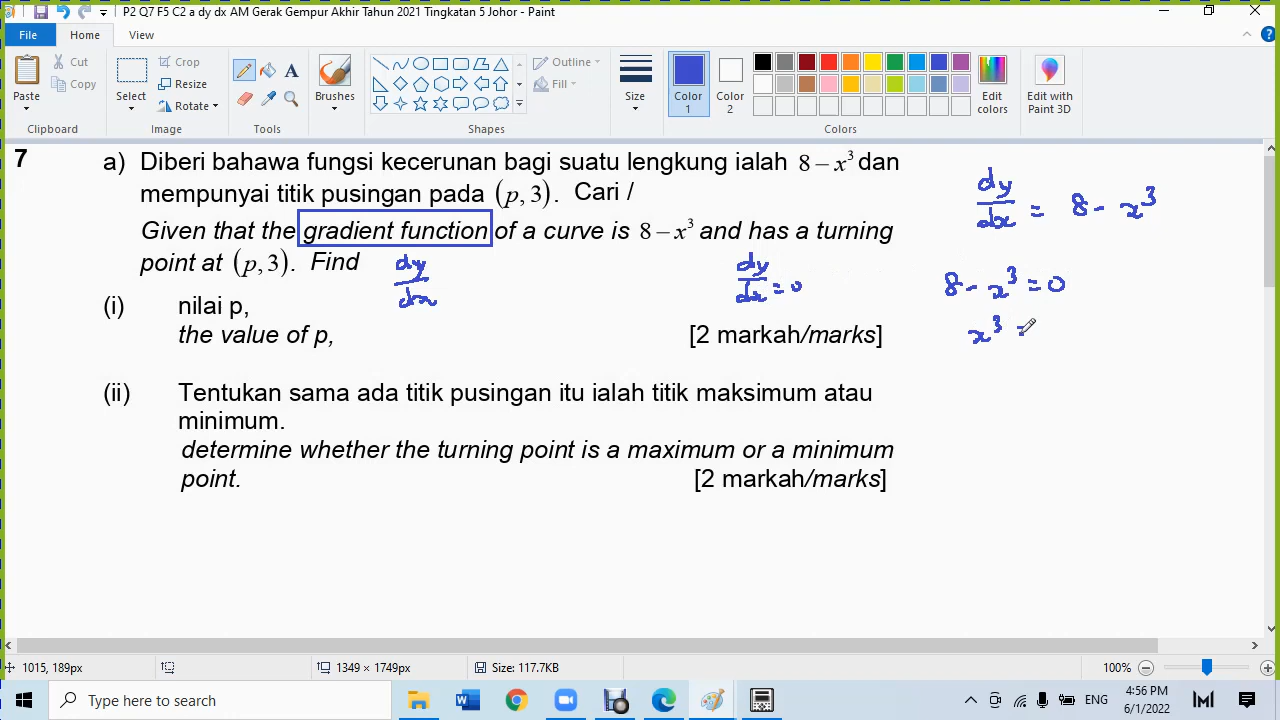 P2 Q7 F5 C2 a dy dx AM Gerak Gempur Akhir Tahun 2021 Tingkatan 5 Johor - Paint
File Home View
Paste Cut Copy Select Crop Resize Rotate A Brushes Size Outline Fill Color 1 Color 2 Edit colors Edit with Paint 3D
Clipboard Image Tools Shapes Colors
7 a) Diberi bahawa fungsi kecerunan bagi suatu lengkung ialah 8 – x³ dan
mempunyai titik pusingan pada (p, 3). Cari /
dy/dx = 8 - x³
Given that the gradient function of a curve is 8 – x³ and has a turning
point at (p, 3). Find
dy/dx
dy/dx = 0
8 - x³ = 0
(i) nilai p,
the value of p, [2 markah/marks]
x³ =
(ii) Tentukan sama ada titik pusingan itu ialah titik maksimum atau
minimum.
determine whether the turning point is a maximum or a minimum
point. [2 markah/marks]
1015, 189px 1349 × 1749px Size: 117.7KB 100%
Type here to search
ENG
4:56 PM
6/1/2022